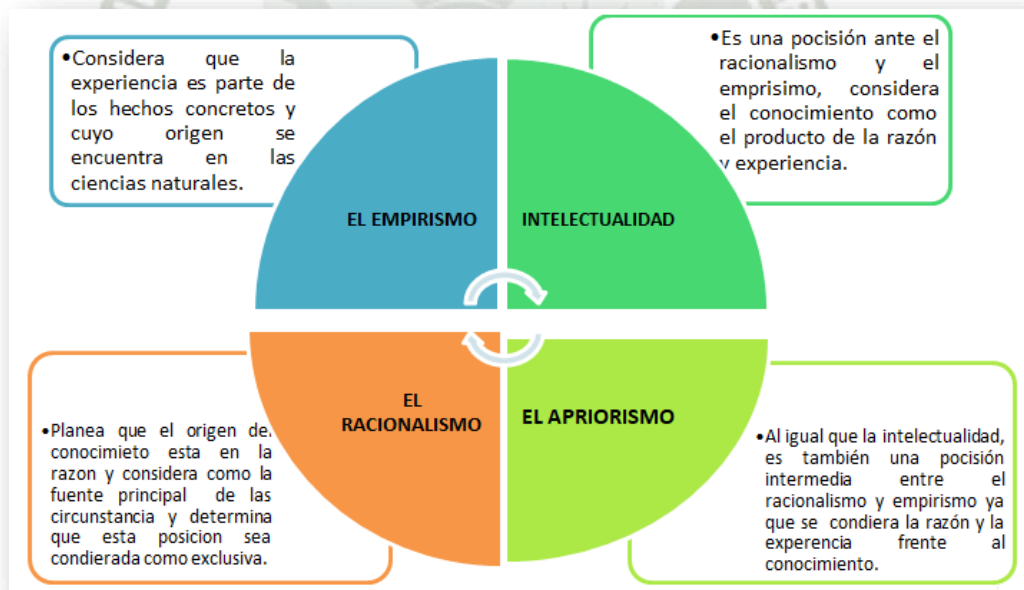 •Considera que la
experiencia es parte de
los hechos concretos y
cuyo origen se
encuentra en las
ciencias naturales.
•Es una pocisión ante el
racionalismo y el
emprisimo, considera
el conocimiento como
el producto de la razón
y experiencia.
EL EMPIRISMO
INTELECTUALIDAD
EL
RACIONALISMO
EL APRIORISMO
•Planea que el origen del
conocimieto esta en la
razon y considera como la
fuente principal de las
circunstancia y determina
que esta posicion sea
condierada como exclusiva.
•Al igual que la intelectualidad,
es también una pocisión
intermedia entre el
racionalismo y empirismo ya
que se condiera la razón y la
experencia frente al
conocimiento.